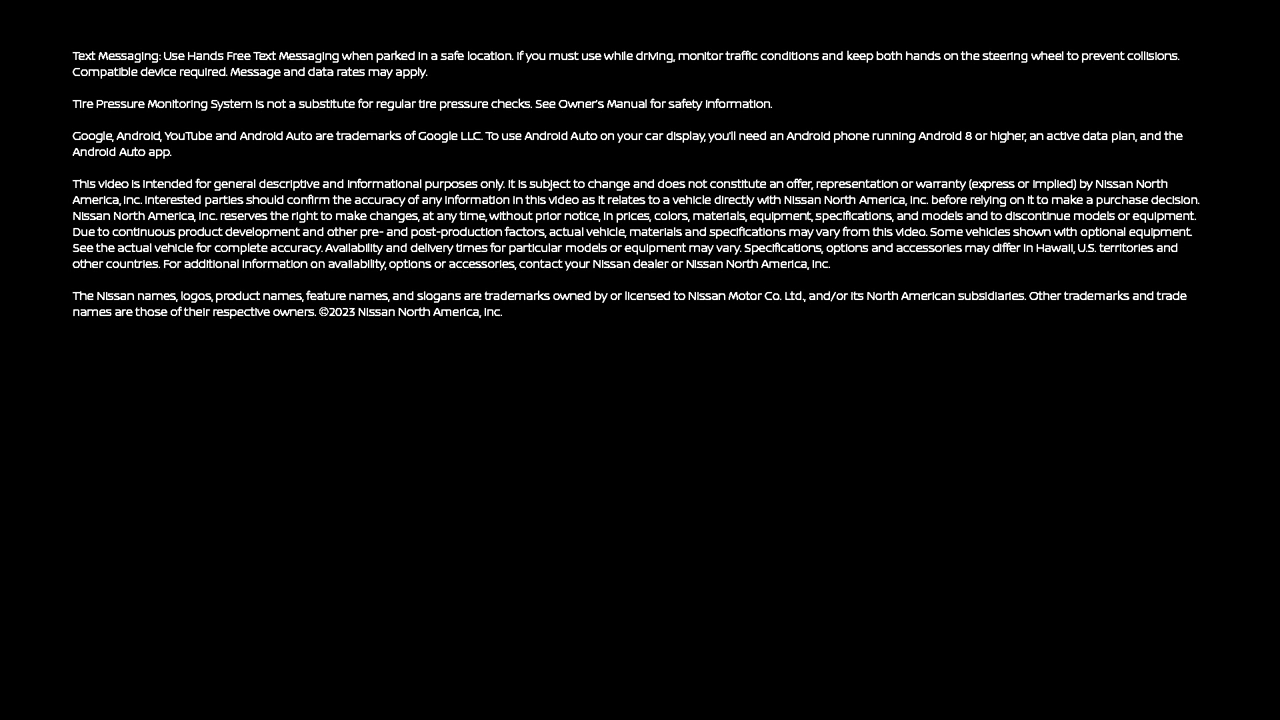 Text Messaging: Use Hands Free Text Messaging when parked in a safe location. If you must use while driving, monitor traffic conditions and keep both hands on the steering wheel to prevent collisions.
Compatible device required. Message and data rates may apply.
Tire Pressure Monitoring System is not a substitute for regular tire pressure checks. See Owner's Manual for safety information.
Google, Android, YouTube and Android Auto are trademarks of Google LLC. To use Android Auto on your car display, you'll need an Android phone running Android 8 or higher, an active data plan, and the
Android Auto app.
This video is intended for general descriptive and informational purposes only. It is subject to change and does not constitute an offer, representation or warranty (express or implied) by Nissan North
America, Inc. Interested parties should confirm the accuracy of any information in this video as it relates to a vehicle directly with Nissan North America, Inc. before relying on it to make a purchase decision.
Nissan North America, Inc. reserves the right to make changes, at any time, without prior notice, in prices, colors, materials, equipment, specifications, and models and to discontinue models or equipment.
Due to continuous product development and other pre- and post-production factors, actual vehicle, materials and specifications may vary from this video. Some vehicles shown with optional equipment.
See the actual vehicle for complete accuracy. Availability and delivery times for particular models or equipment may vary. Specifications, options and accessories may differ in Hawaii, U.S. territories and
other countries. For additional information on availability, options or accessories, contact your Nissan dealer or Nissan North America, Inc.
The Nissan names, logos, product names, feature names, and slogans are trademarks owned by or licensed to Nissan Motor Co. Ltd., and/or its North American subsidiaries. Other trademarks and trade
names are those of their respective owners. ©2023 Nissan North America, Inc.